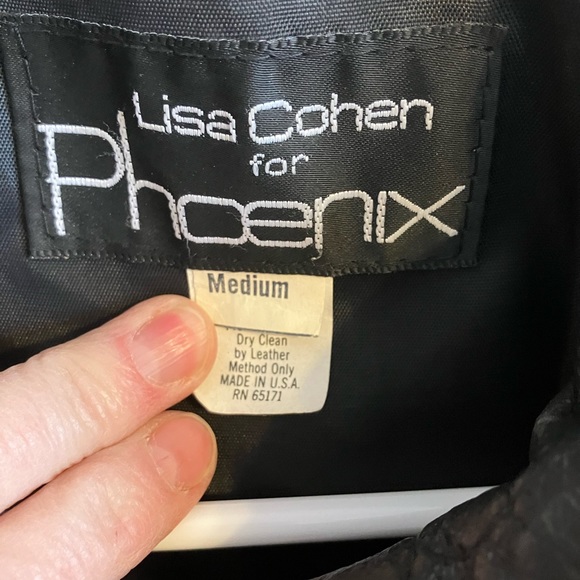 Lisa Cohen
for
Phoenix
Medium
Dry Clean
by Leather
Method Only
MADE IN U.S.A.
RN 65171